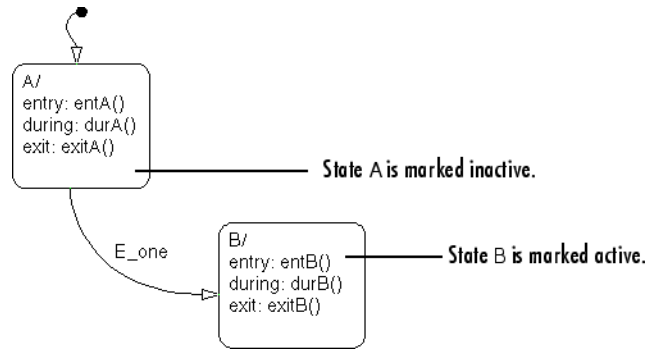 A/
entry: entA()
during: durA()
exit: exitA()
State A is marked inactive.
E_one
B/
entry: entB()
during: durB()
exit: exitB()
State B is marked active.